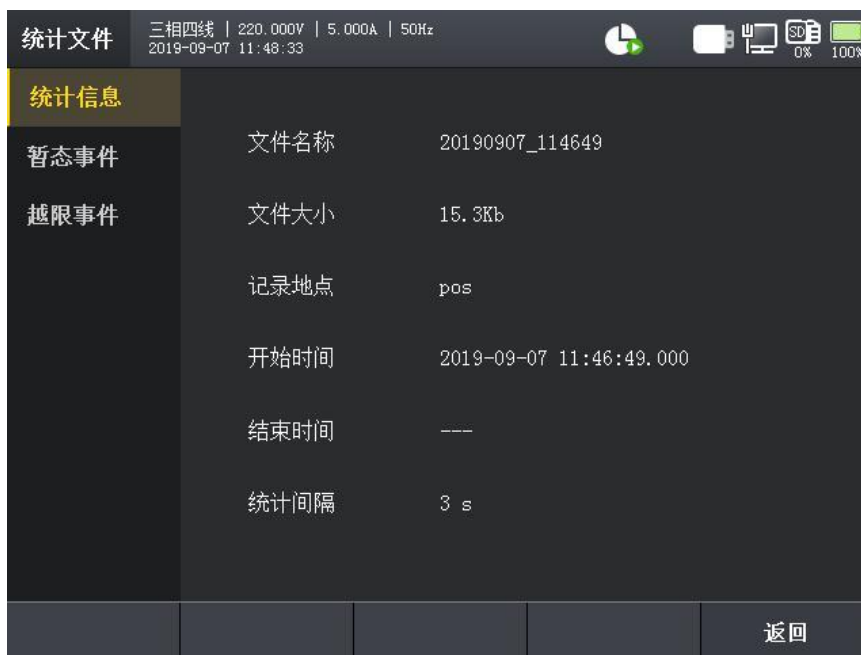 统计文件
三相四线 | 220.000V | 5.000A | 50Hz
2019-09-07 11:48:33
SD
0%
100%
统计信息
暂态事件
越限事件
文件名称 20190907_114649
文件大小 15.3Kb
记录地点 pos
开始时间 2019-09-07 11:46:49.000
结束时间 ---
统计间隔 3 s
返回